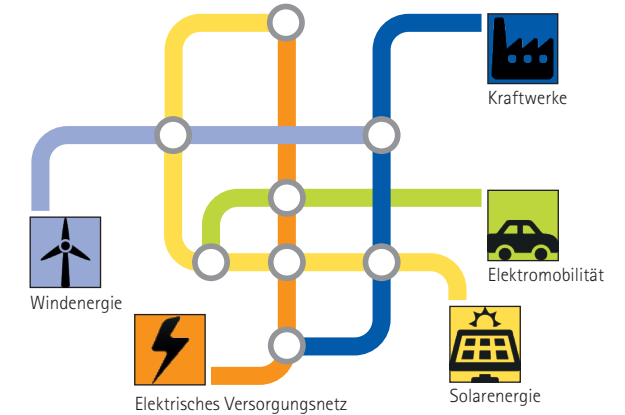 Kraftwerke
Elektromobilität
Windenergie
Solarenergie
Elektrisches Versorgungsnetz